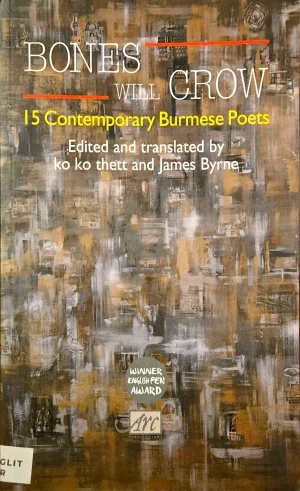 BONES
WILL CROW
15 Contemporary Burmese Poets
Edited and translated by
ko ko thett and James Byrne
WINNER
ENGLISH PEN
AWARD
ARC
PUBLICATIONS
GLIT
R